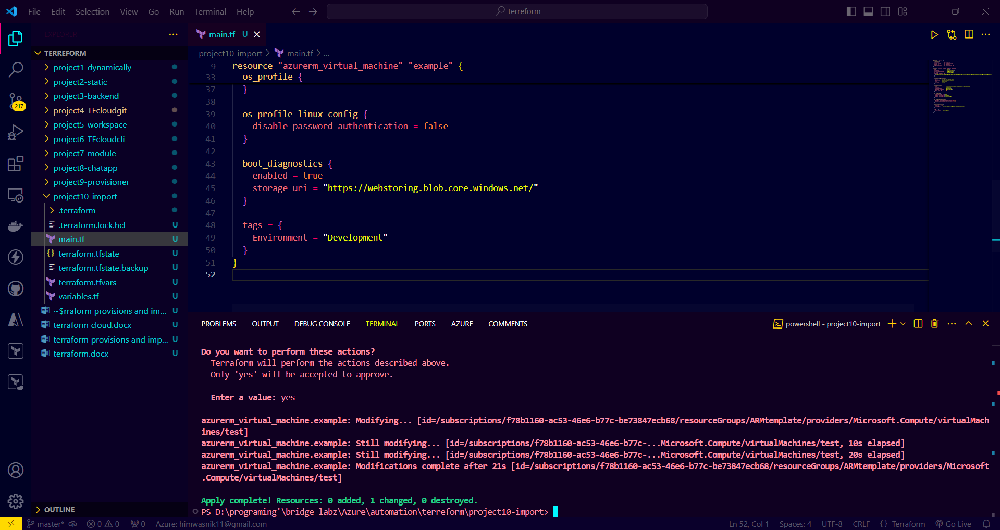 File Edit Selection View Go Run Terminal Help
terreform
EXPLORER
TERREFORM
project1-dynamically
project2-static
project3-backend
project4-TFcloudgit
project5-workspace
project6-TFcloudcli
project7-module
project8-chatapp
project9-provisioner
project10-import
.terraform
.terraform.lock.hcl U
main.tf U
terraform.tfstate U
terraform.tfstate.backup U
terraform.tfvars U
variables.tf U
~$rraform provisions and im... U
terraform cloud.docx U
terraform provisions and imp... U
terraform.docx U
OUTLINE
217
main.tf U
project10-import > main.tf > ...
9 resource "azurerm_virtual_machine" "example" {
33 os_profile {
37 }
38
39 os_profile_linux_config {
40 disable_password_authentication = false
41 }
42
43 boot_diagnostics {
44 enabled = true
45 storage_uri = "https://webstoring.blob.core.windows.net/"
46 }
47
48 tags = {
49 Environment = "Development"
50 }
51 }
52
PROBLEMS OUTPUT DEBUG CONSOLE TERMINAL PORTS AZURE COMMENTS
powershell - project10-import
Do you want to perform these actions?
Terraform will perform the actions described above.
Only 'yes' will be accepted to approve.
Enter a value: yes
azurerm_virtual_machine.example: Modifying... [id=/subscriptions/f78b1160-ac53-46e6-b77c-be73847ecb68/resourceGroups/ARMtemplate/providers/Microsoft.Compute/virtualMach
ines/test]
azurerm_virtual_machine.example: Still modifying... [id=/subscriptions/f78b1160-ac53-46e6-b77c-...Microsoft.Compute/virtualMachines/test, 10s elapsed]
azurerm_virtual_machine.example: Still modifying... [id=/subscriptions/f78b1160-ac53-46e6-b77c-...Microsoft.Compute/virtualMachines/test, 20s elapsed]
azurerm_virtual_machine.example: Modifications complete after 21s [id=/subscriptions/f78b1160-ac53-46e6-b77c-be73847ecb68/resourceGroups/ARMtemplate/providers/Microsoft
.Compute/virtualMachines/test]
Apply complete! Resources: 0 added, 1 changed, 0 destroyed.
PS D:\programing'\bridge labz\Azure\automation\terreform\project10-import>
master* 0 0 0 Azure: himwasnik11@gmail.com Ln 52, Col 1 Spaces: 4 UTF-8 CRLF {} Terraform Go Live